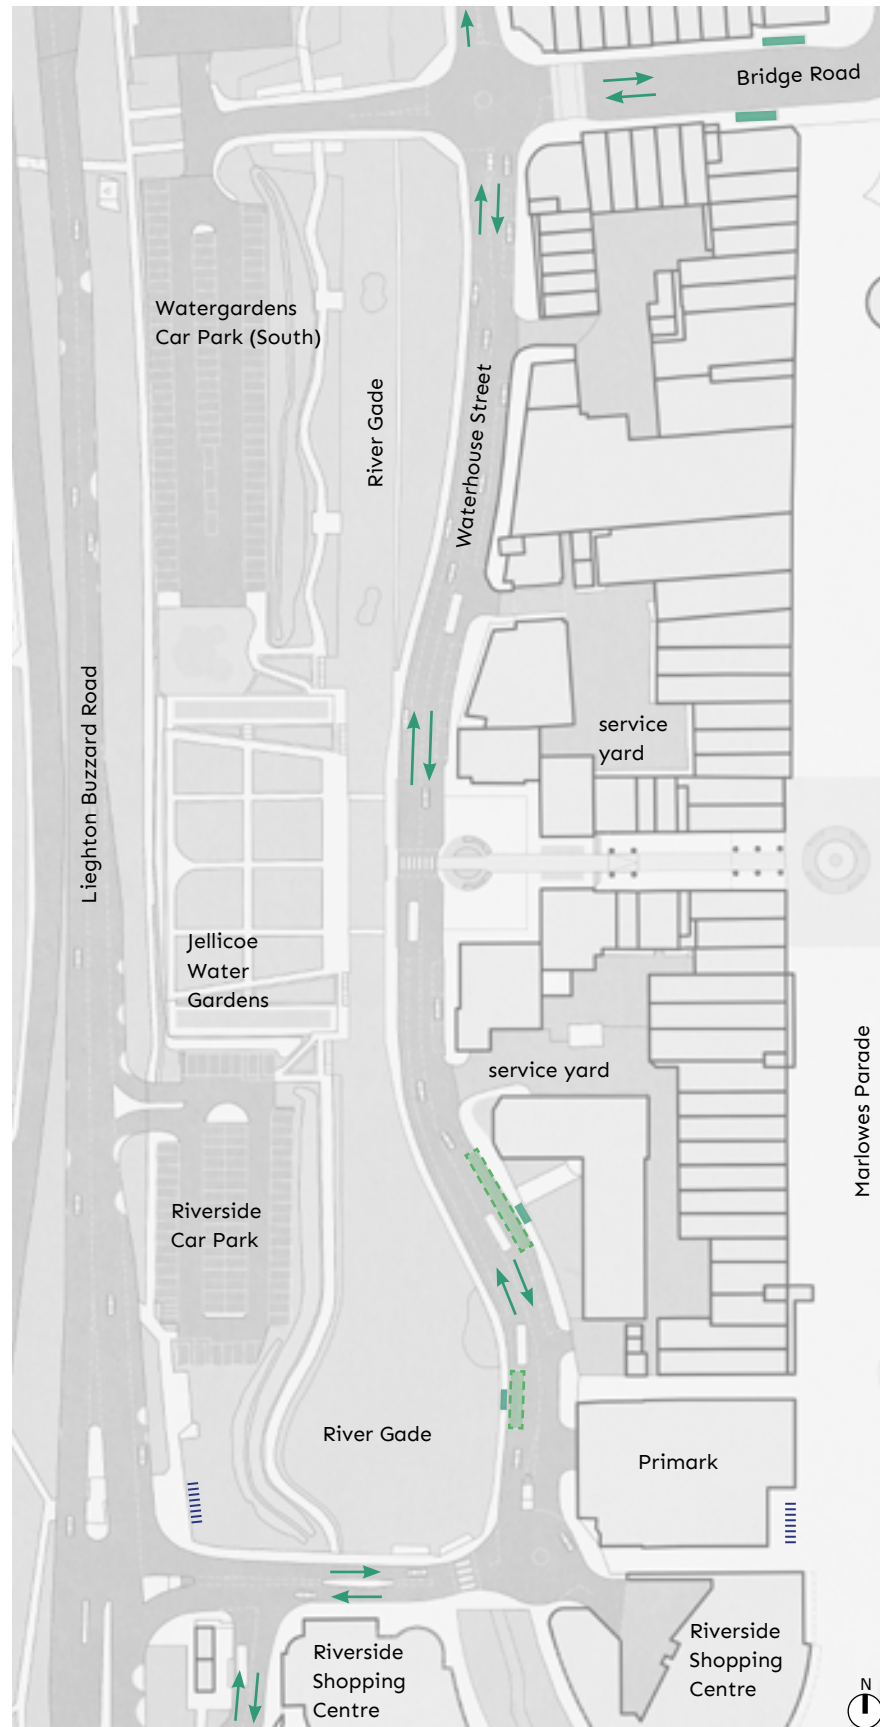 Bridge Road
Watergardens
Car Park (South)
River Gade
Waterhouse Street
Lieghton Buzzard Road
service
yard
Jellicoe
Water
Gardens
service yard
Marlowes Parade
Riverside
Car Park
River Gade
Primark
Riverside
Shopping
Centre
Riverside
Shopping
Centre
N